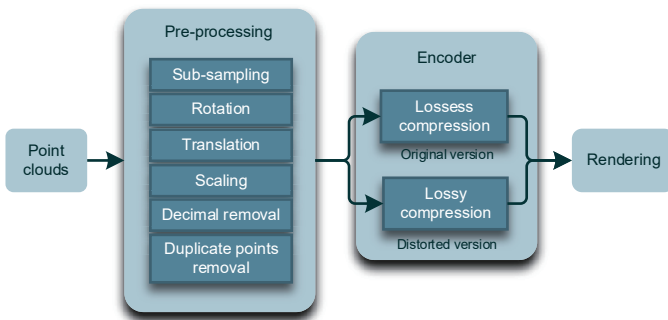 Pre-processing
Sub-sampling
Rotation
Translation
Scaling
Decimal removal
Duplicate points
removal
Point
clouds
Encoder
Lossess
compression
Original version
Lossy
compression
Distorted version
Rendering